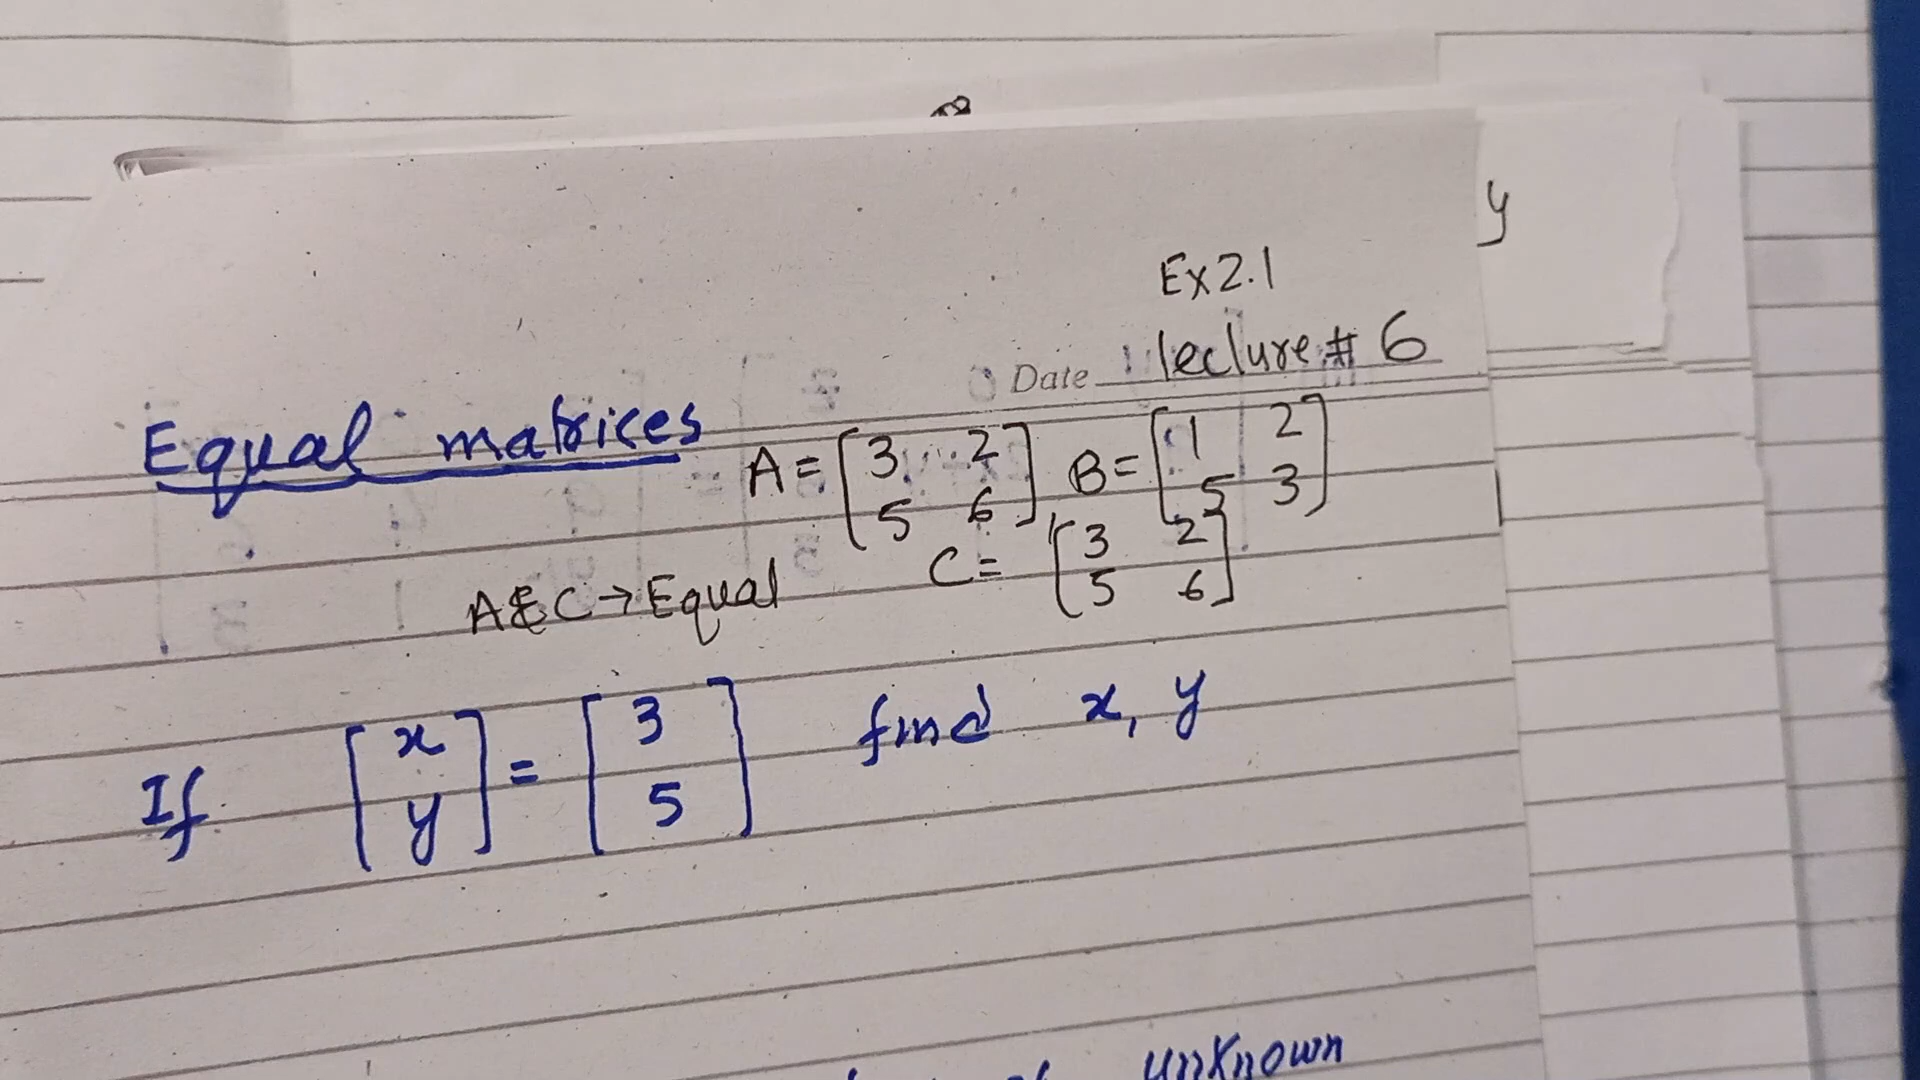 y
Ex 2.1
Date lecture # 6
Equal matrices
A = [3 2] B = [1 2]
[5 6] [5 3]
A & C → Equal C = [3 2]
[5 6]
If [x] = [3] find x, y
[y] [5]
unknown